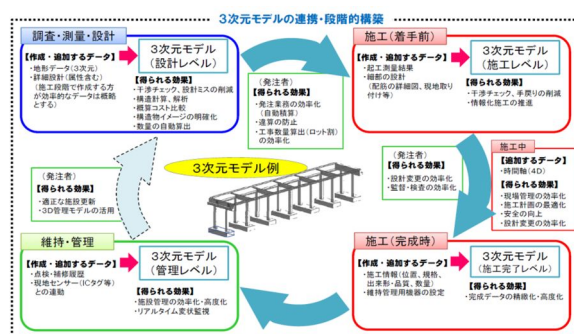 3次元モデルの連携・段階的構築
調査・測量・設計
【作成・追加するデータ】
・地形データ(3次元)
・詳細設計(属性含む)
(施工段階で作成する方
が効率的なデータは概略
とする)
3次元モデル
(設計レベル)
【得られる効果】
・干渉チェック、設計ミスの削減
・構造計算、解析
・概算コスト比較
・構造物イメージの明確化
・数量の自動算出
(発注者)
【得られる効果】
・発注業務の効率化
(自動積算)
・違算の防止
・工事数量算出(ロット割)
の効率化
施工(着手前)
【作成・追加するデータ】
・起工測量結果
・細部の設計
(配筋の詳細図、現地取
り付け等)
3次元モデル
(施工レベル)
【得られる効果】
・干渉チェック、手戻りの削減
・情報化施工の推進
施工中
【追加するデータ】
・時間軸(4D)
【得られる効果】
・現場管理の効率化
・施工計画の最適化
・安全の向上
・設計変更の効率化
(発注者)
【得られる効果】
・設計変更の効率化
・監督・検査の効率化
3次元モデル例
(発注者)
【得られる効果】
・適正な施設更新
・3D管理モデルの活用
維持・管理
【作成・追加するデータ】
・点検・補修履歴
・現地センサー(ICタグ等)
との連動
3次元モデル
(管理レベル)
【得られる効果】
・施設管理の効率化・高度化
・リアルタイム変状監視
施工(完成時)
【作成・追加するデータ】
・施工情報(位置、規格、
出来形・品質、数量)
・維持管理用機器の設定
3次元モデル
(施工完了レベル)
【得られる効果】
・完成データの精緻化・高度化